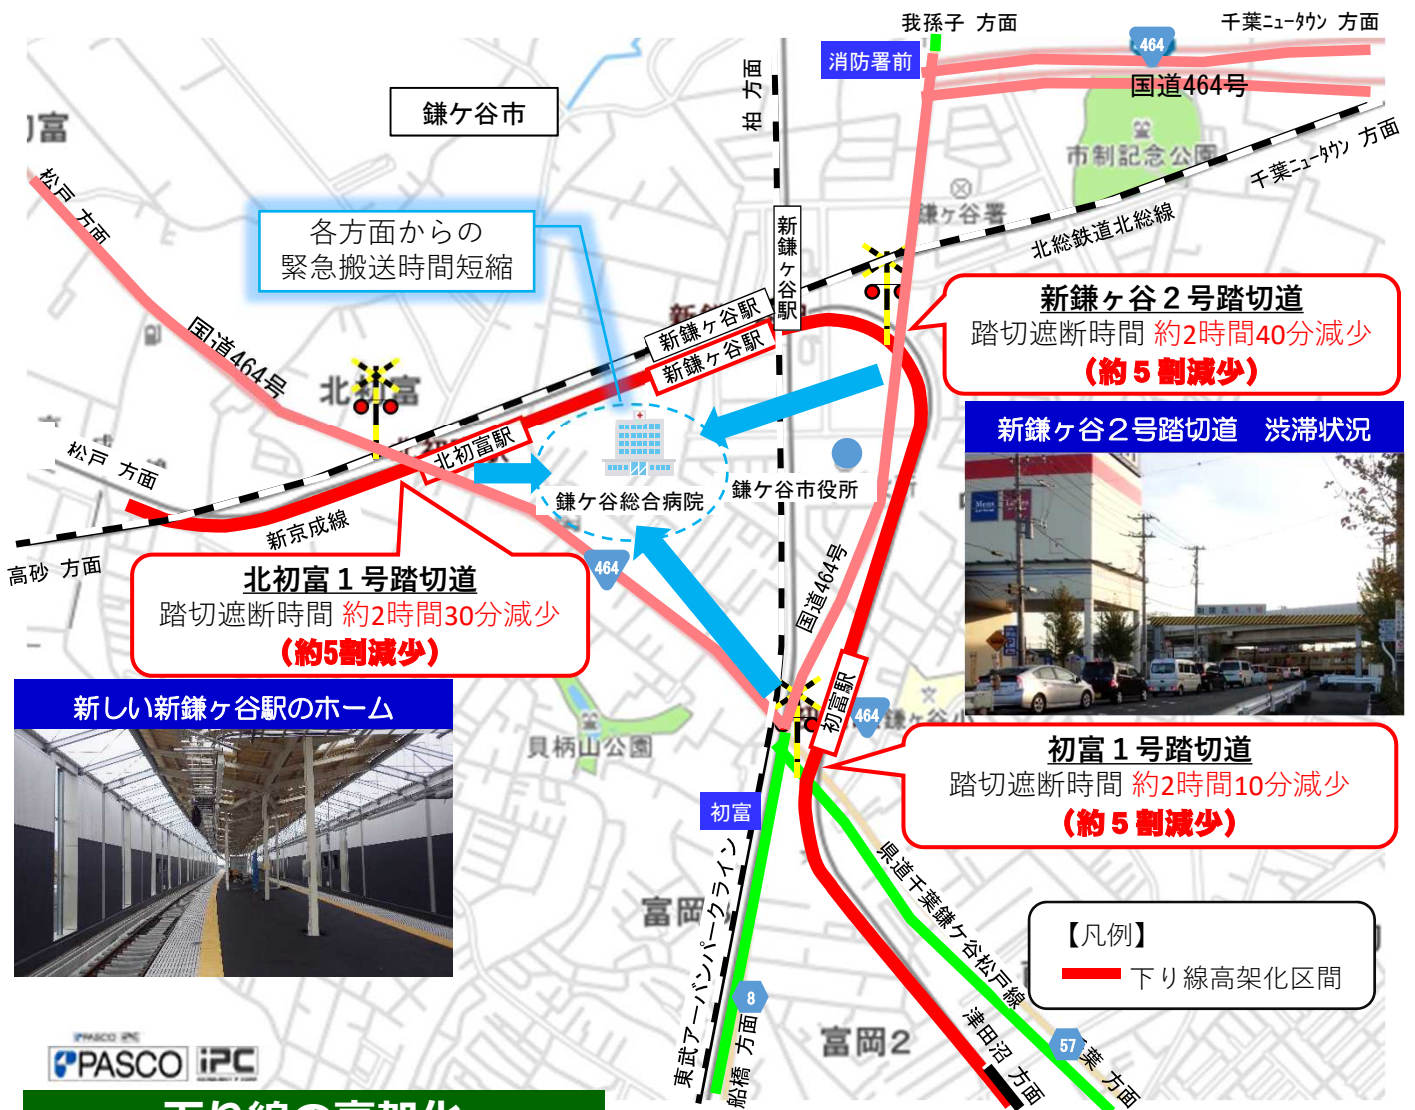 我孫子 方面
千葉ニュータウン 方面
464
消防署前
国道464号
鎌ケ谷市
柏 方面
初富
市制記念公園
千葉ニュータウン 方面
松戸 方面
鎌ヶ谷署
各方面からの
緊急搬送時間短縮
新鎌ヶ谷駅
北総鉄道北総線
新鎌ヶ谷２号踏切道
踏切遮断時間 約2時間40分減少
（約５割減少）
新鎌ヶ谷駅
新鎌ヶ谷駅
国道464号
北初富
新鎌ヶ谷２号踏切道　渋滞状況
北初富駅
松戸 方面
鎌ケ谷総合病院
鎌ケ谷市役所
新京成線
高砂 方面
464
国道464号
北初富１号踏切道
踏切遮断時間 約2時間30分減少
（約5割減少）
初富駅
464
新しい新鎌ヶ谷駅のホーム
貝柄山公園
初富１号踏切道
踏切遮断時間 約2時間10分減少
（約５割減少）
初富
東武アーバンパークライン
県道千葉鎌ケ谷松戸線
富岡
【凡例】
下り線高架化区間
8
船橋 方面
富岡2
津田沼 方面
57
千葉 方面
PASCO iPC
下り線の高架化